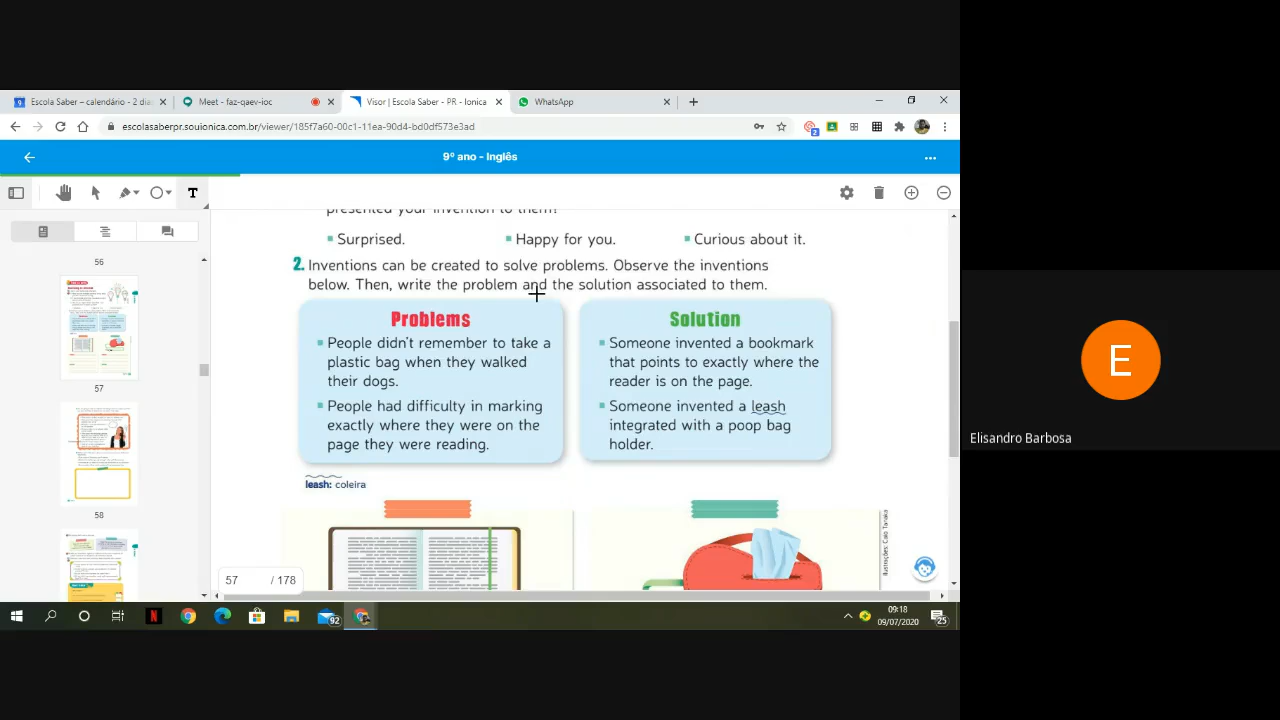 Escola Saber – calendário - 2 dia
Meet - faz-qaev-ioc
Visor | Escola Saber - PR - Ionica
WhatsApp
escolasaberpr.souionica.com.br/viewer/185f7a60-00c1-11ea-90d4-bd0df573e3ad
2
9º ano - Inglês
T
presented your invention to them?
Surprised.
Happy for you.
Curious about it.
2. Inventions can be created to solve problems. Observe the inventions
below. Then, write the problem and the solution associated to them.
Problems
People didn't remember to take a
plastic bag when they walked
their dogs.
People had difficulty in marking
exactly where they were on the
page they were reading.
Solution
Someone invented a bookmark
that points to exactly where the
reader is on the page.
Someone invented a leash
integrated with a poop bag
holder.
leash: coleira
56
57
58
57 / 178
E
Elisandro Barbosa
92
09:18
09/07/2020
25